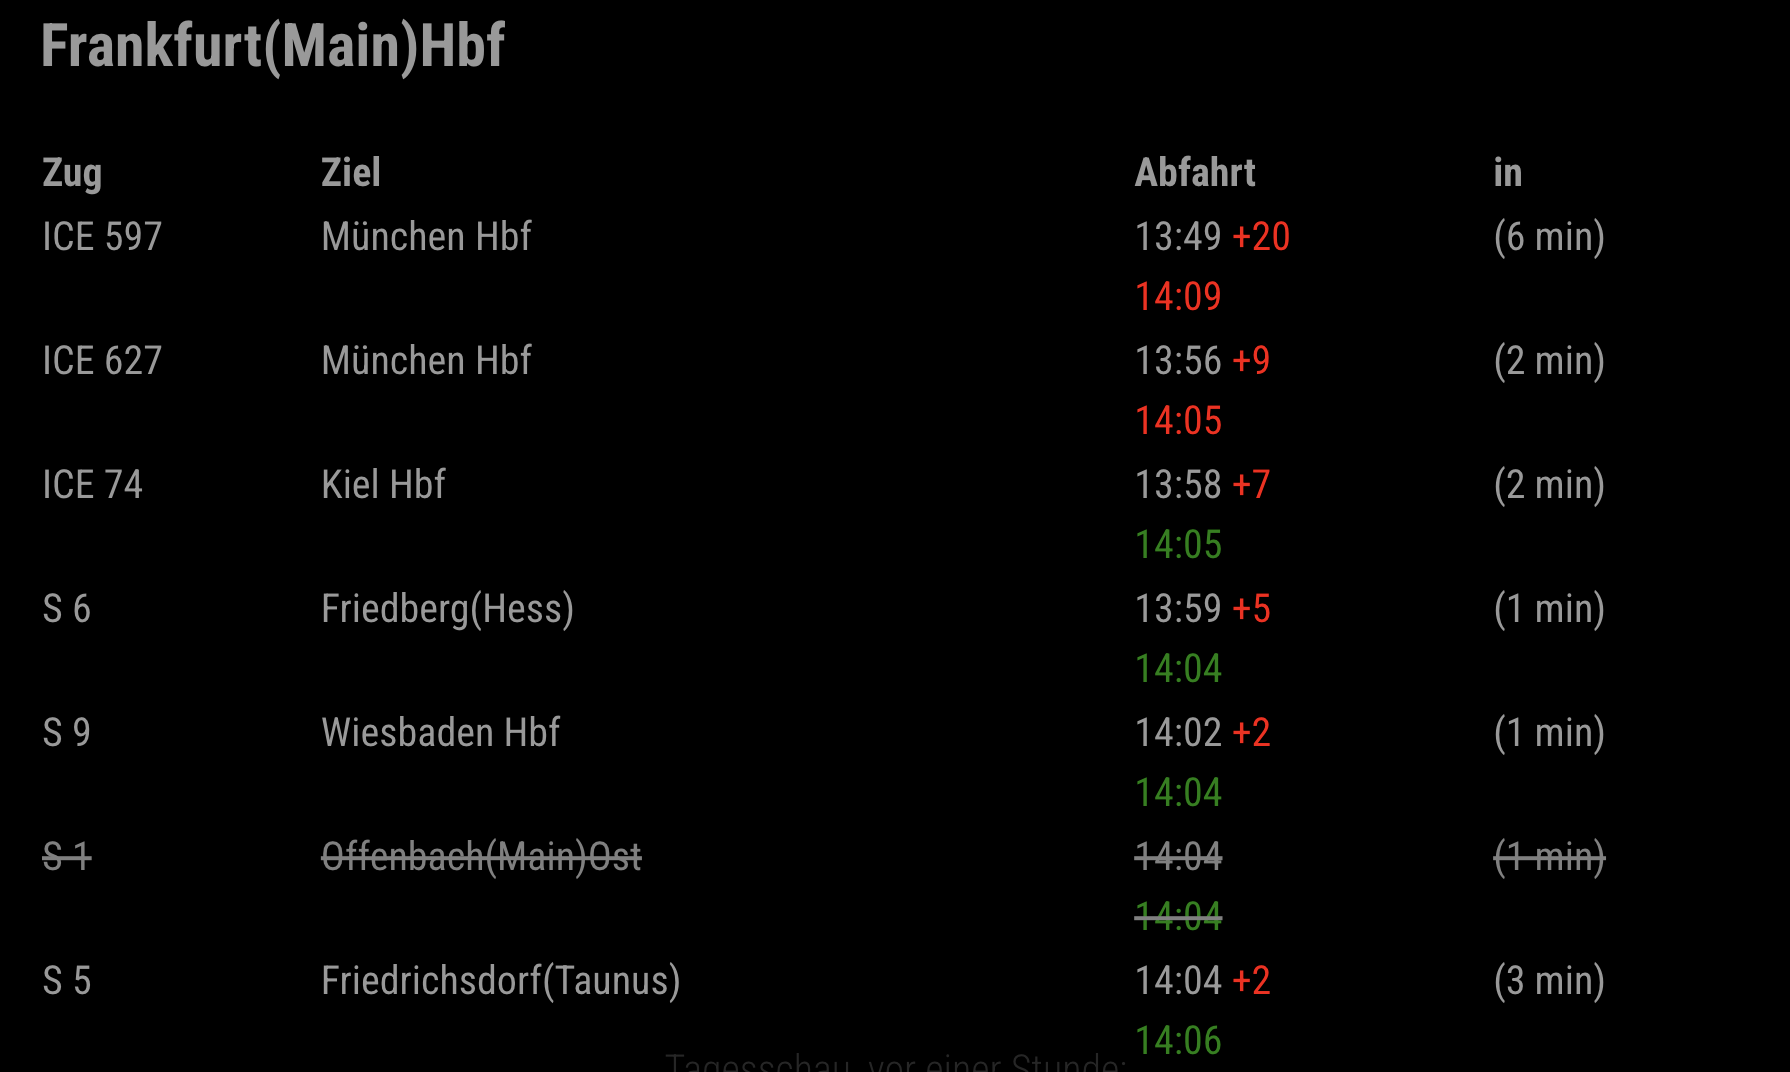 Frankfurt(Main)Hbf
Zug Ziel Abfahrt in
ICE 597 München Hbf 13:49 +20 (6 min)
14:09
ICE 627 München Hbf 13:56 +9 (2 min)
14:05
ICE 74 Kiel Hbf 13:58 +7 (2 min)
14:05
S 6 Friedberg(Hess) 13:59 +5 (1 min)
14:04
S 9 Wiesbaden Hbf 14:02 +2 (1 min)
14:04
S 1 Offenbach(Main)Ost 14:04 (1 min)
14:04
S 5 Friedrichsdorf(Taunus) 14:04 +2 (3 min)
14:06
Tagesschau, vor einer Stunde: